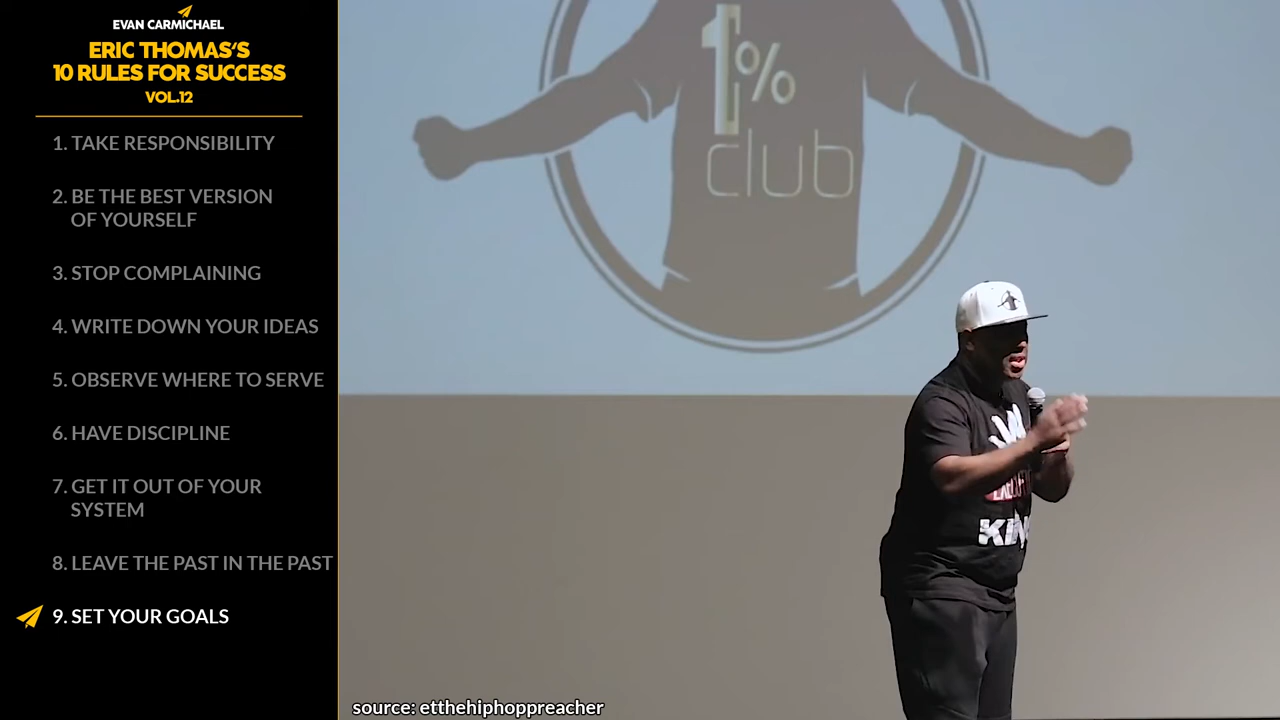 EVAN CARMICHAEL
ERIC THOMAS'S
10 RULES FOR SUCCESS
VOL.12
1. TAKE RESPONSIBILITY
2. BE THE BEST VERSION
OF YOURSELF
3. STOP COMPLAINING
4. WRITE DOWN YOUR IDEAS
5. OBSERVE WHERE TO SERVE
6. HAVE DISCIPLINE
7. GET IT OUT OF YOUR
SYSTEM
8. LEAVE THE PAST IN THE PAST
9. SET YOUR GOALS
1%
club
source: etthehiphoppreacher